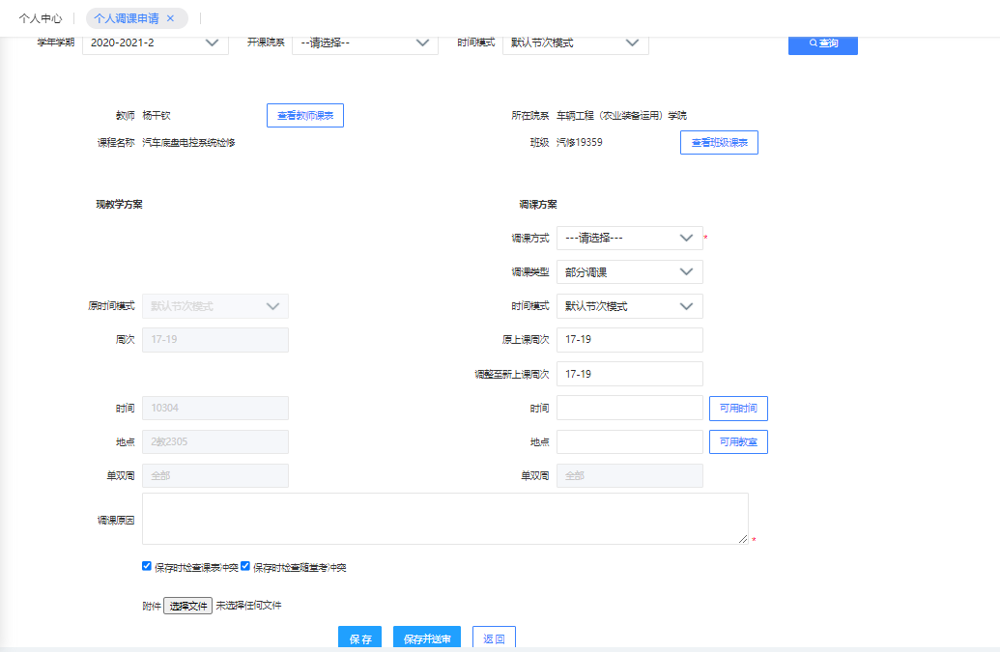 个人中心 个人调课申请 ×
学年学期 2020-2021-2 开课院系 --请选择-- 时间模式 默认节次模式 查询
教师 杨干钦 查看教师课表 所在院系 车辆工程（农业装备运用）学院
课程名称 汽车底盘电控系统检修 班级 汽修19359 查看班级课表
现教学方案 调课方案
调课方式 ---请选择--- *
调课类型 部分调课
原时间模式 默认节次模式 时间模式 默认节次模式
周次 17-19 原上课周次 17-19
调整至新上课周次 17-19
时间 10304 时间 可用时间
地点 2教2305 地点 可用教室
单双周 全部 单双周 全部
调课原因 *
保存时检查课表冲突 保存时检查随堂考冲突
附件 选择文件 未选择任何文件
保存 保存并送审 返回